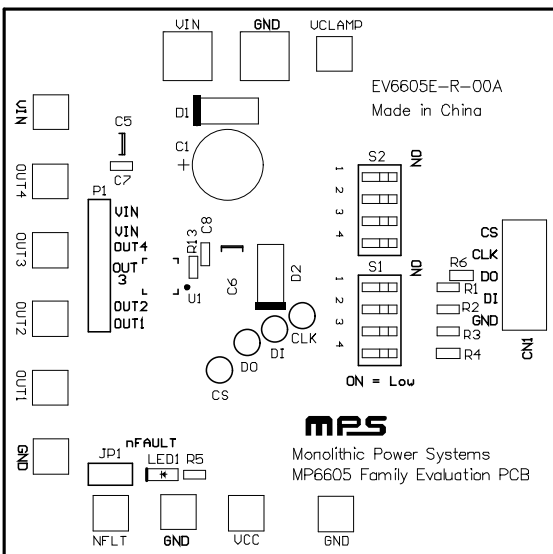 VIN GND VCLAMP
EV6605E-R-00A
Made in China
D1
VIN
C5
C1
+
S2
ND
OUT4
C7
P1
1
2
3
4
VIN
VIN
OUT4
OUT
3
OUT2
OUT1
OUT3
R13
C8
U1
C6
D2
S1
ND
1
2
3
4
CS
CLK
DO
DI
GND
CN1
R6
R1
R2
R3
R4
OUT2
CLK
DI
DO
CS
ON = Low
OUT1
mps
Monolithic Power Systems
MP6605 Family Evaluation PCB
GND
nFAULT
JP1
LED1
R5
NFLT GND VCC GND